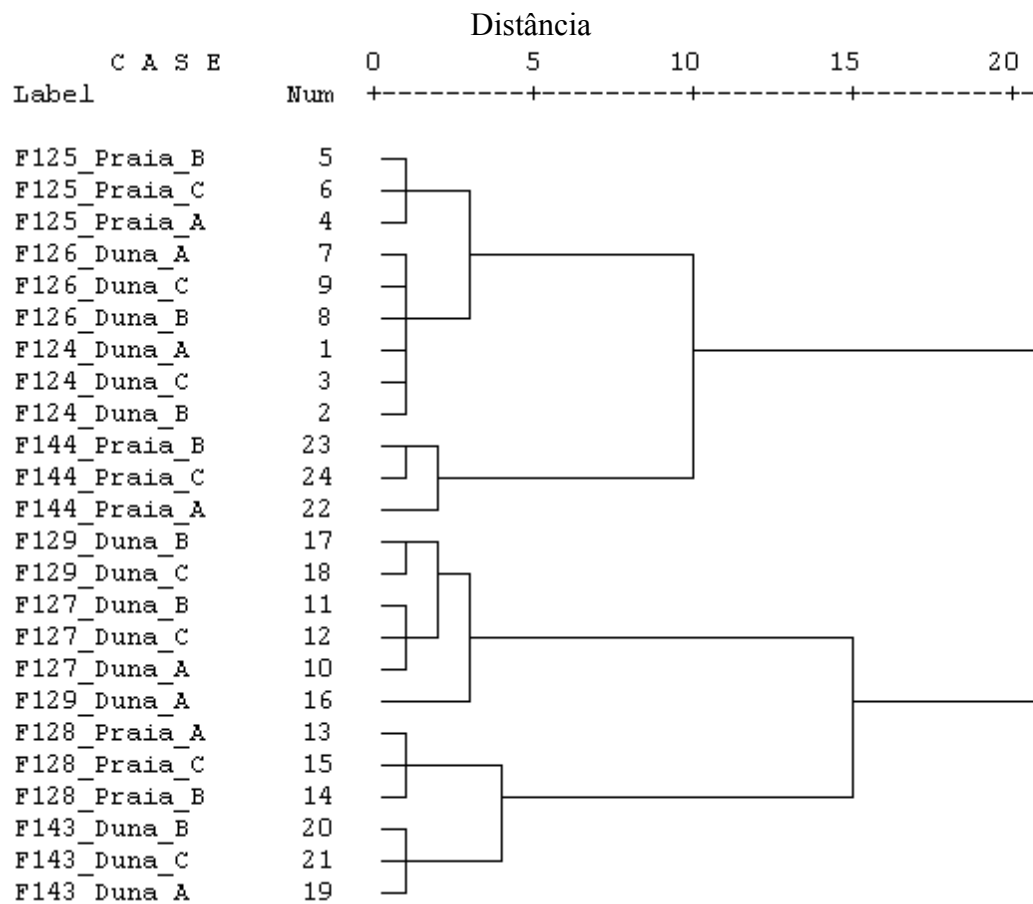 Distância
C A S E 0 5 10 15 20
Label Num +---------+---------+---------+---------+-
F125_Praia_B 5
F125_Praia_C 6
F125_Praia_A 4
F126_Duna_A 7
F126_Duna_C 9
F126_Duna_B 8
F124_Duna_A 1
F124_Duna_C 3
F124_Duna_B 2
F144_Praia_B 23
F144_Praia_C 24
F144_Praia_A 22
F129_Duna_B 17
F129_Duna_C 18
F127_Duna_B 11
F127_Duna_C 12
F127_Duna_A 10
F129_Duna_A 16
F128_Praia_A 13
F128_Praia_C 15
F128_Praia_B 14
F143_Duna_B 20
F143_Duna_C 21
F143_Duna_A 19